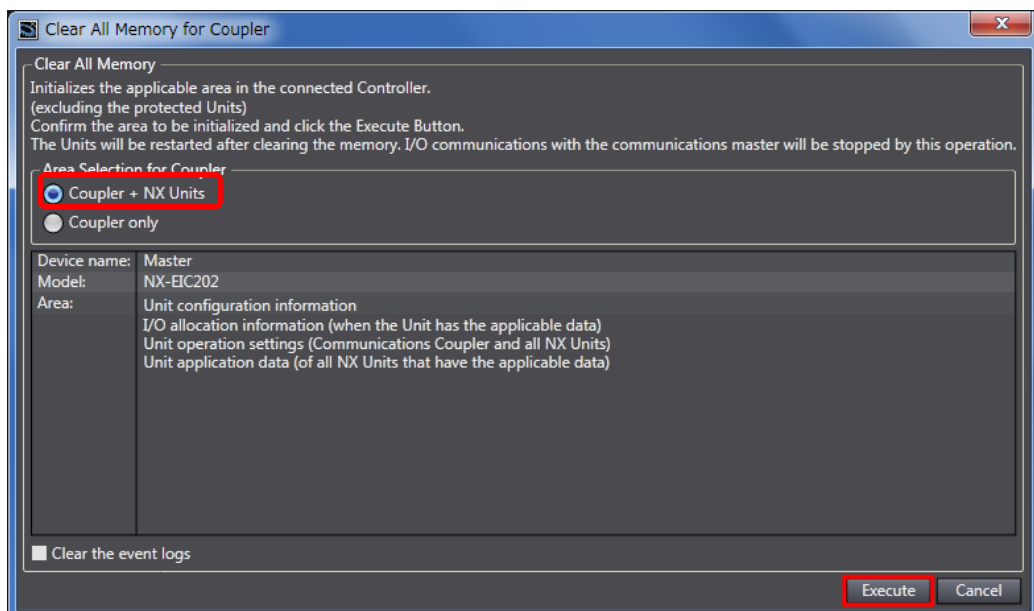 Clear All Memory for Coupler
Clear All Memory
Initializes the applicable area in the connected Controller.
(excluding the protected Units)
Confirm the area to be initialized and click the Execute Button.
The Units will be restarted after clearing the memory. I/O communications with the communications master will be stopped by this operation.
Area Selection for Coupler
Coupler + NX Units
Coupler only
Device name: Master
Model: NX-EIC202
Area: Unit configuration information
I/O allocation information (when the Unit has the applicable data)
Unit operation settings (Communications Coupler and all NX Units)
Unit application data (of all NX Units that have the applicable data)
Clear the event logs
Execute Cancel